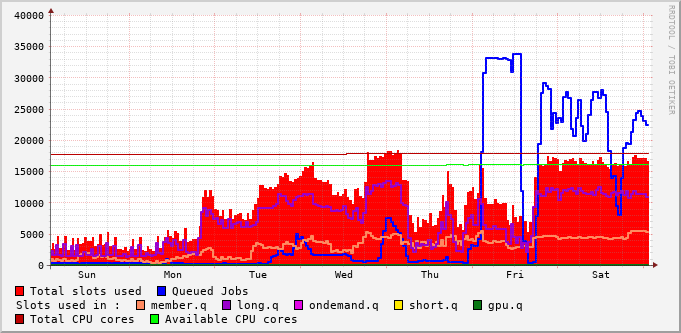 RRDTOOL / TOBI OETIKER
40000
35000
30000
25000
20000
15000
10000
5000
0
Sun Mon Tue Wed Thu Fri Sat
Total slots used Queued Jobs
Slots used in : member.q long.q ondemand.q short.q gpu.q
Total CPU cores Available CPU cores